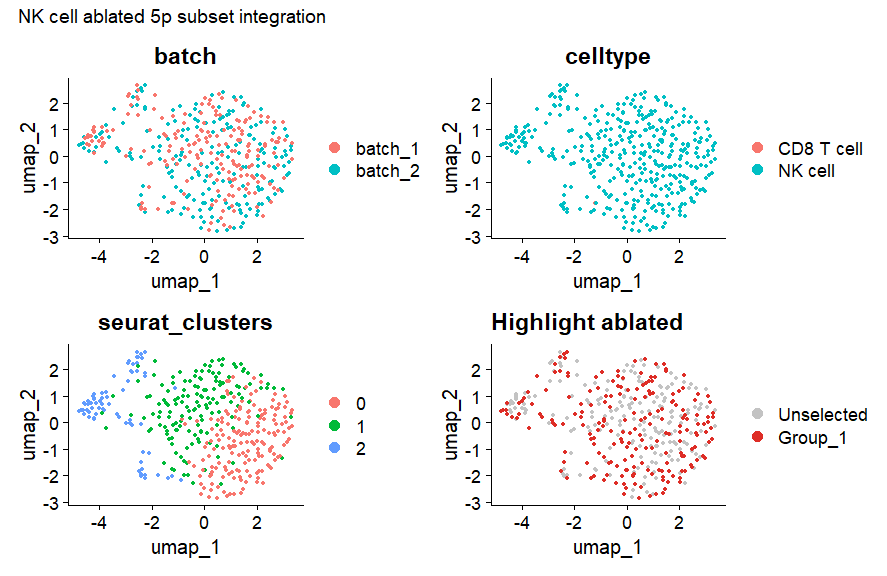 NK cell ablated 5p subset integration
batch
umap_2
2
1
0
-1
-2
-3
-4
-2
0
2
umap_1
batch_1
batch_2
celltype
umap_2
2
1
0
-1
-2
-3
-4
-2
0
2
umap_1
CD8 T cell
NK cell
seurat_clusters
umap_2
2
1
0
-1
-2
-3
-4
-2
0
2
umap_1
0
1
2
Highlight ablated
umap_2
2
1
0
-1
-2
-3
-4
-2
0
2
umap_1
Unselected
Group_1